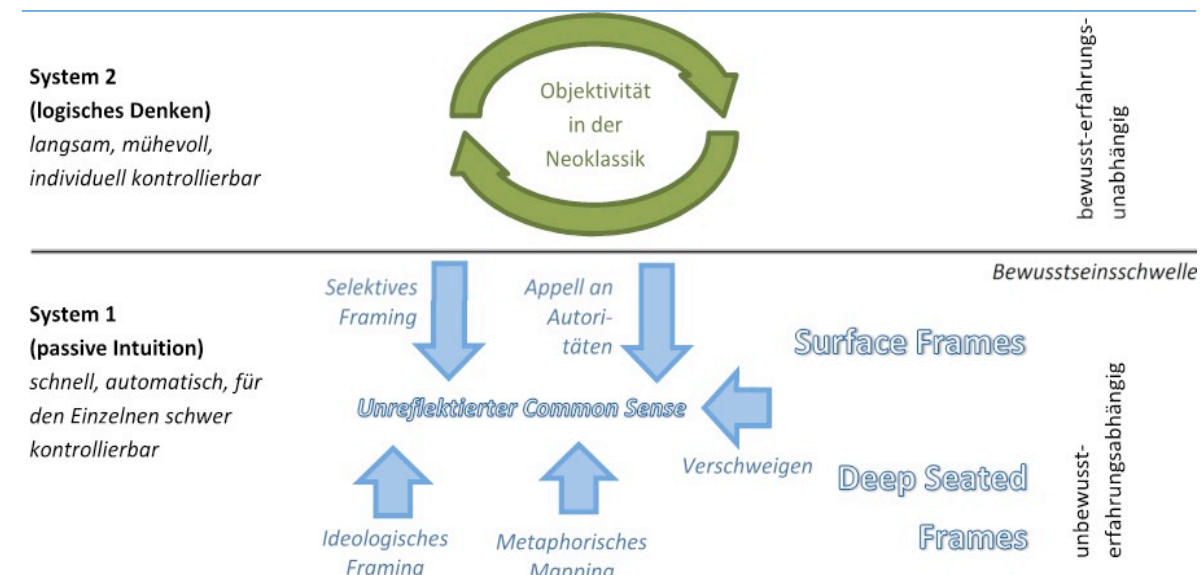 System 2
(logisches Denken)
langsam, mühevoll,
individuell kontrollierbar
Objektivität
in der
Neoklassik
bewusst-erfahrungs-
unabhängig
Bewusstseinsschwelle
System 1
(passive Intuition)
schnell, automatisch, für
den Einzelnen schwer
kontrollierbar
Selektives
Framing
Appell an
Autori-
täten
Surface Frames
Unreflektierter Common Sense
Verschweigen
Deep Seated
Frames
Ideologisches
Framing
Metaphorisches
Mapping
unbewusst-
erfahrungsabhängig